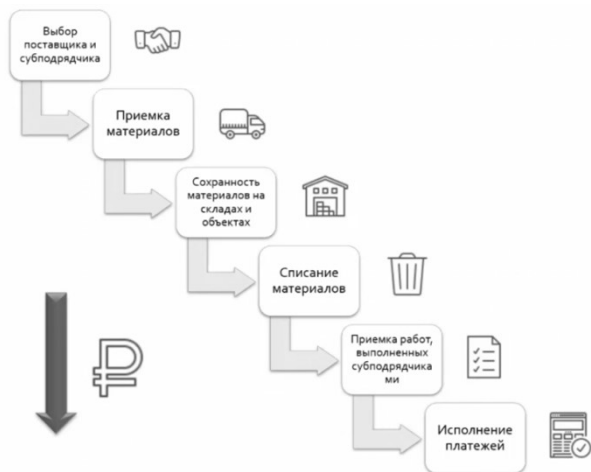 Выбор
поставщика и
субподрядчика
Приемка
материалов
Сохранность
материалов на
складах и
объектах
Списание
материалов
Приемка работ,
выполненных
субподрядчика
ми
Исполнение
платежей